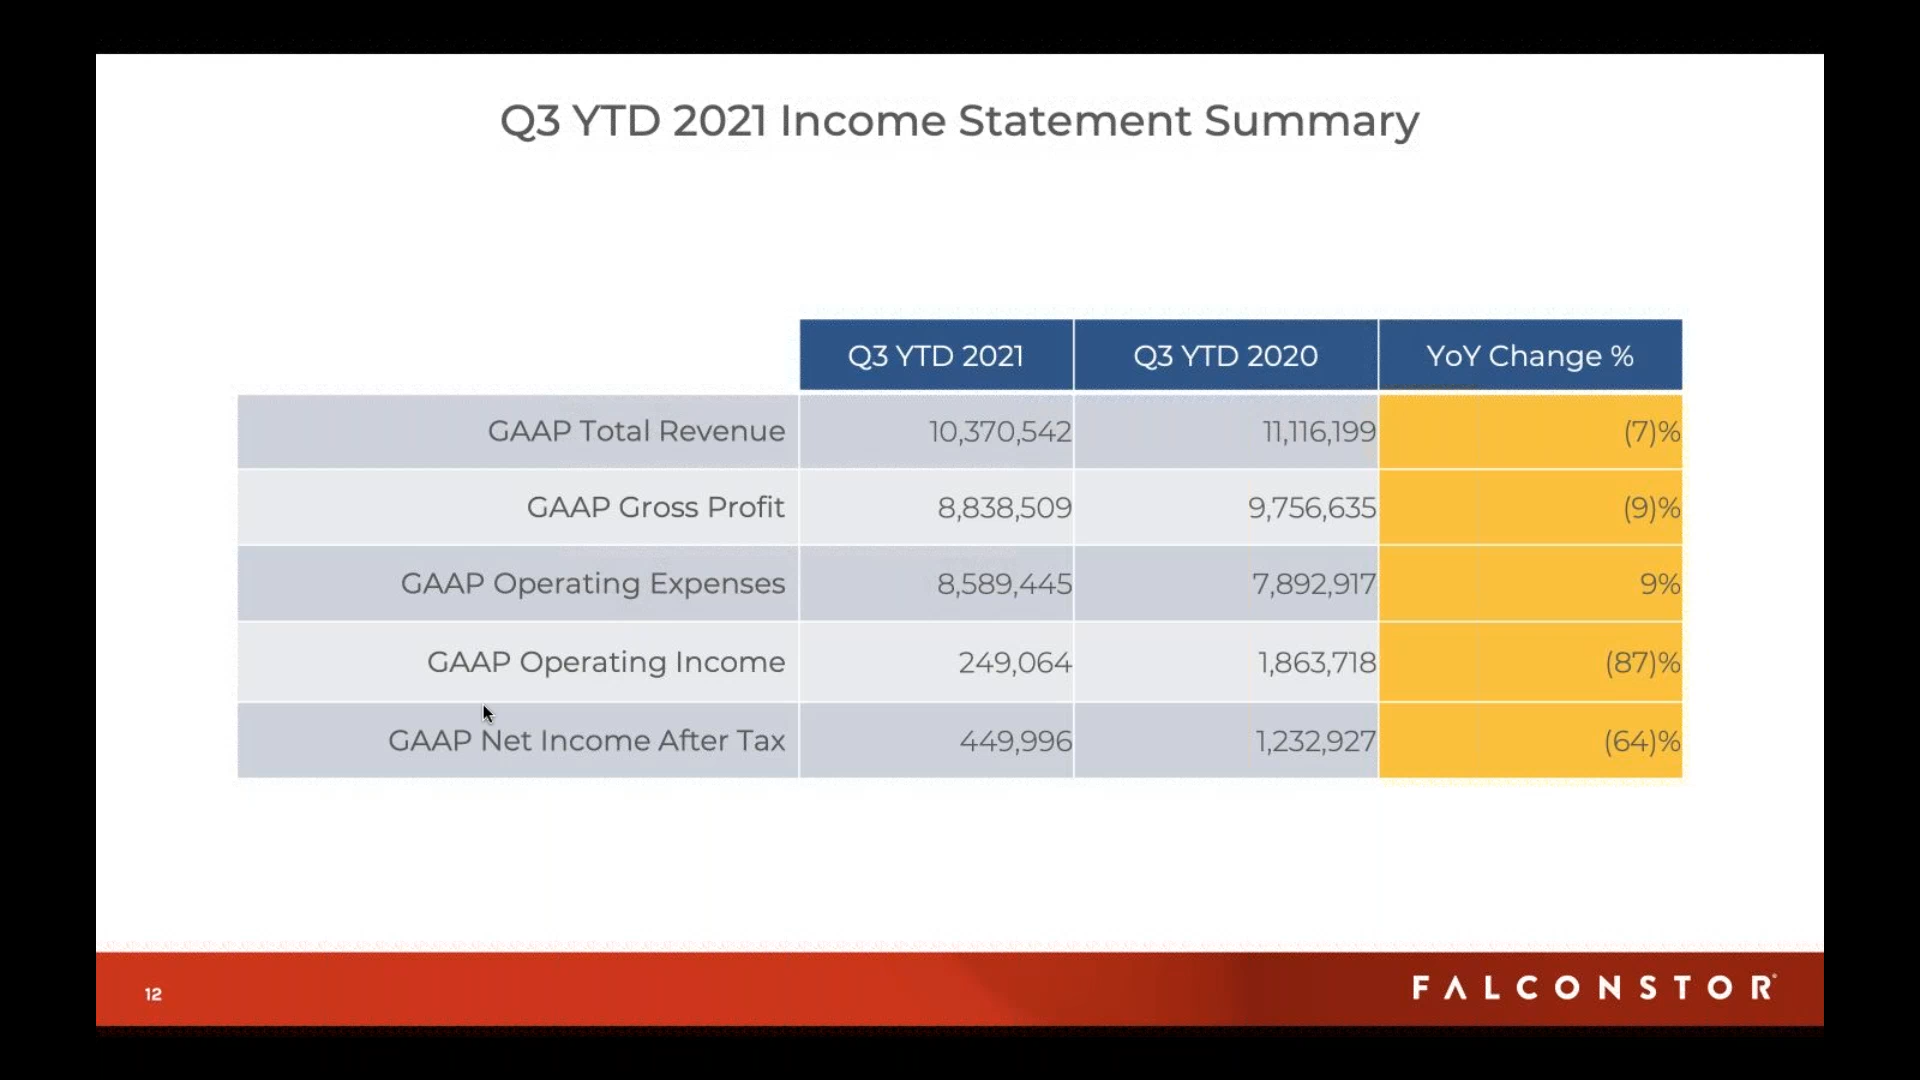 Q3 YTD 2021 Income Statement Summary
Q3 YTD 2021 Q3 YTD 2020 YoY Change %
GAAP Total Revenue 10,370,542 11,116,199 (7)%
GAAP Gross Profit 8,838,509 9,756,635 (9)%
GAAP Operating Expenses 8,589,445 7,892,917 9%
GAAP Operating Income 249,064 1,863,718 (87)%
GAAP Net Income After Tax 449,996 1,232,927 (64)%
12 FALCONSTOR